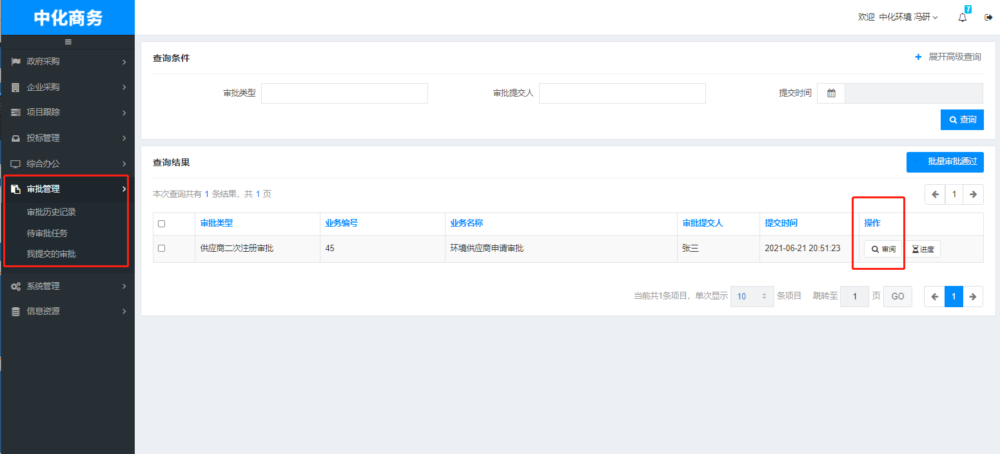 中化商务
欢迎 中化环境 冯研
7
政府采购
企业采购
项目跟踪
投标管理
综合办公
审批管理
审批历史记录
待审批任务
我提交的审批
系统管理
信息资源
查询条件
展开高级查询
审批类型
审批提交人
提交时间
查询
查询结果
批量审批通过
本次查询共有 1 条结果，共 1 页
1
审批类型 业务编号 业务名称 审批提交人 提交时间 操作
供应商二次注册审批 45 环境供应商申请审批 张三 2021-06-21 20:51:23 审阅 进度
当前共1条项目，单次显示 10 条项目 跳转至 1 页 GO 1